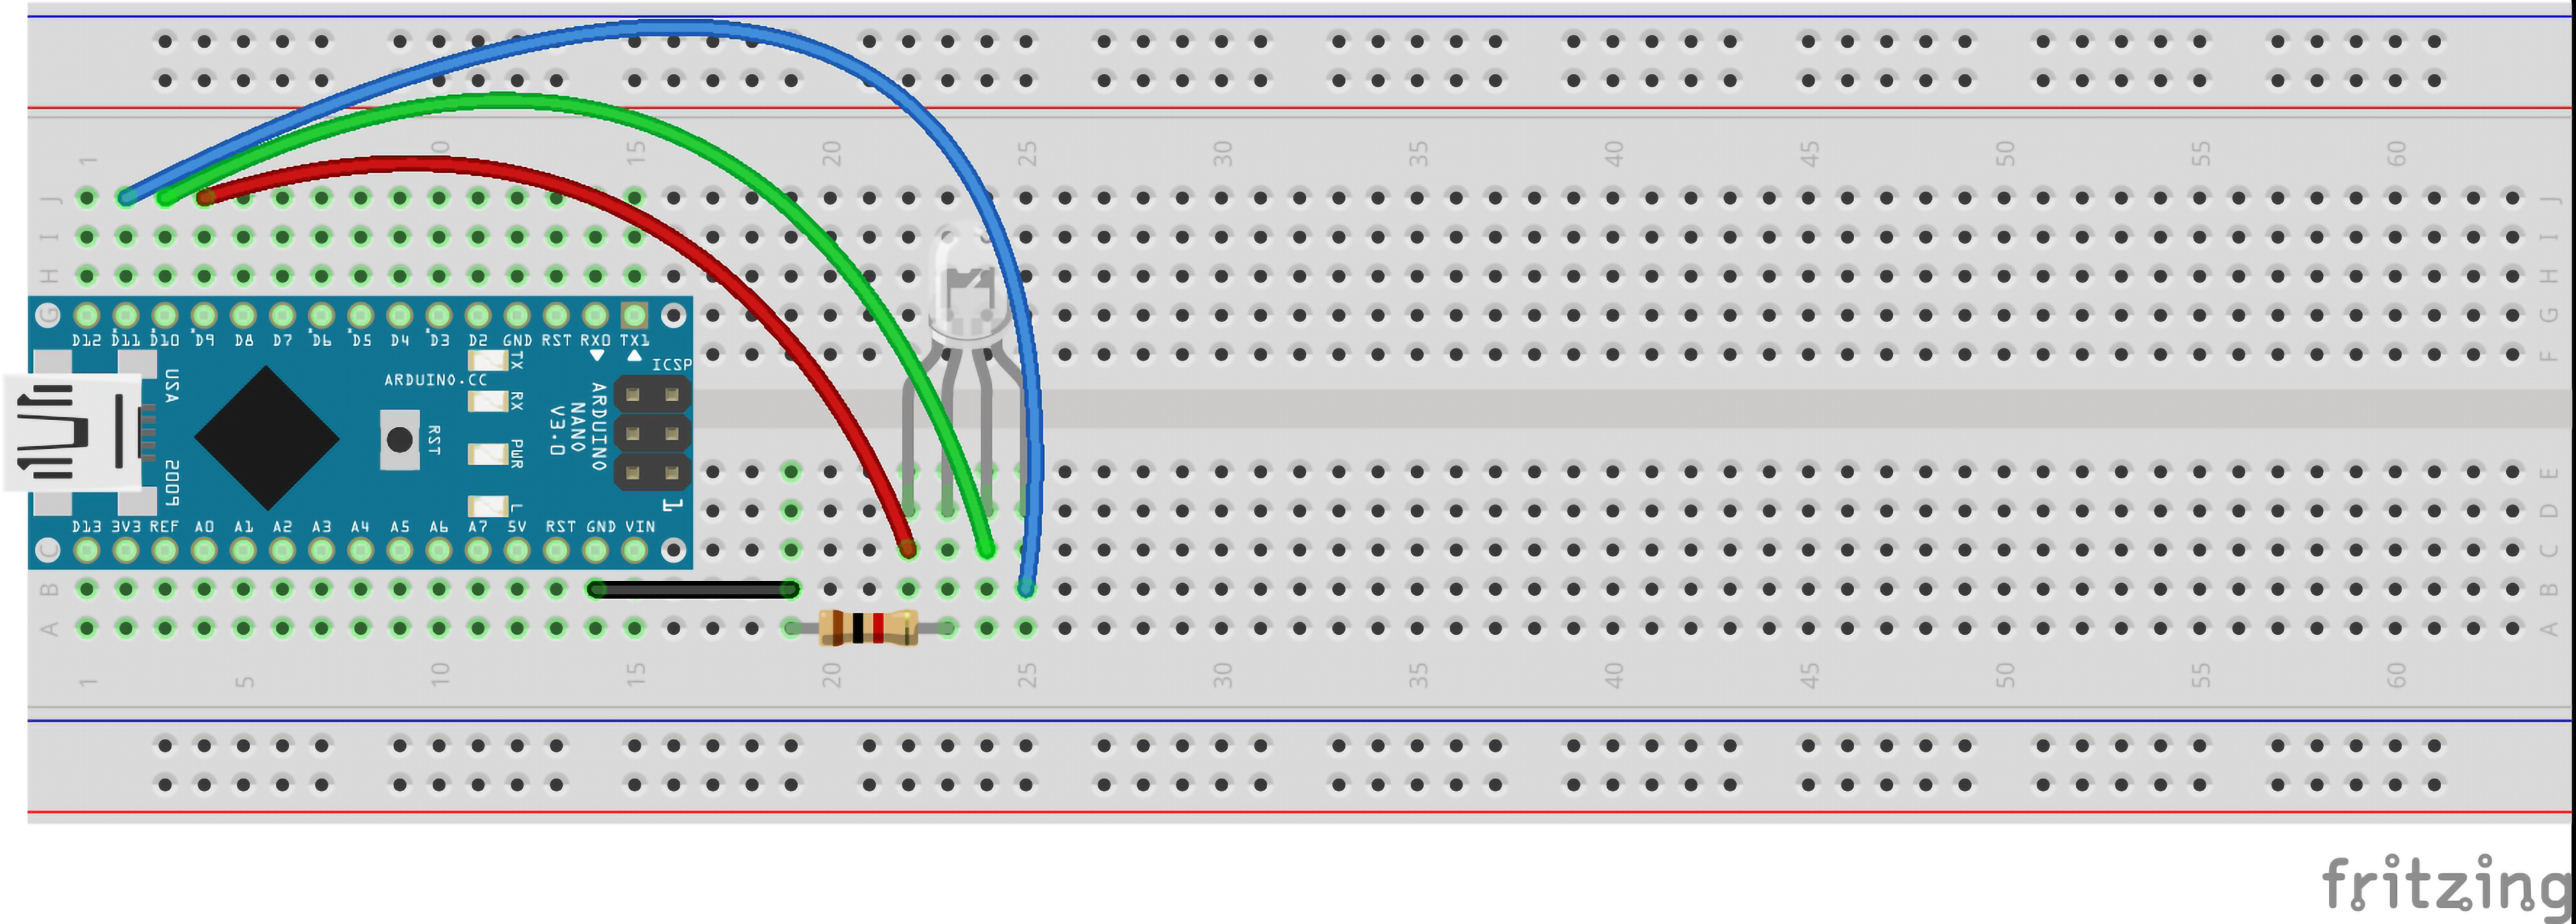 1 0 15 20 25 30 35 40 45 50 55 60
J J
I I
H H
G G
D12 D11 D10 D9 D8 D7 D6 D5 D4 D3 D2 GND RST RX0 TX1
F
TX
ICSP
USA
ARDUINO.CC
RX
ARDUINO
NANO
V3.0
RST
PWR
E
2009
L
1
D
D13 3V3 REF A0 A1 A2 A3 A4 A5 A6 A7 5V RST GND VIN
C C
B B
A A
1 5 10 15 20 25 30 35 40 45 50 55 60
fritzing